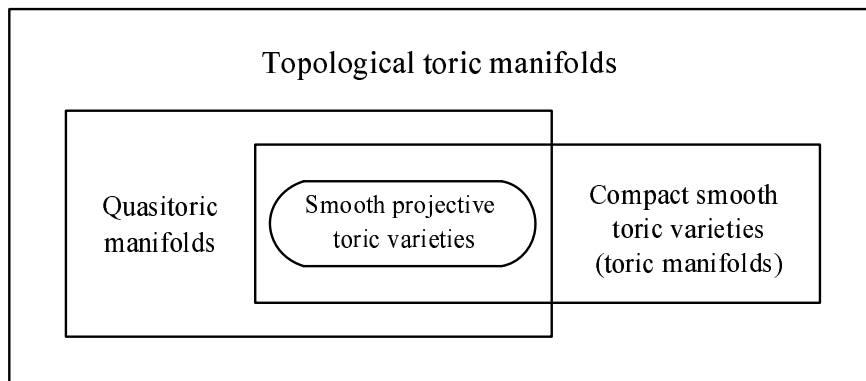 Topological toric manifolds
Quasitoric
manifolds
Smooth projective
toric varieties
Compact smooth
toric varieties
(toric manifolds)